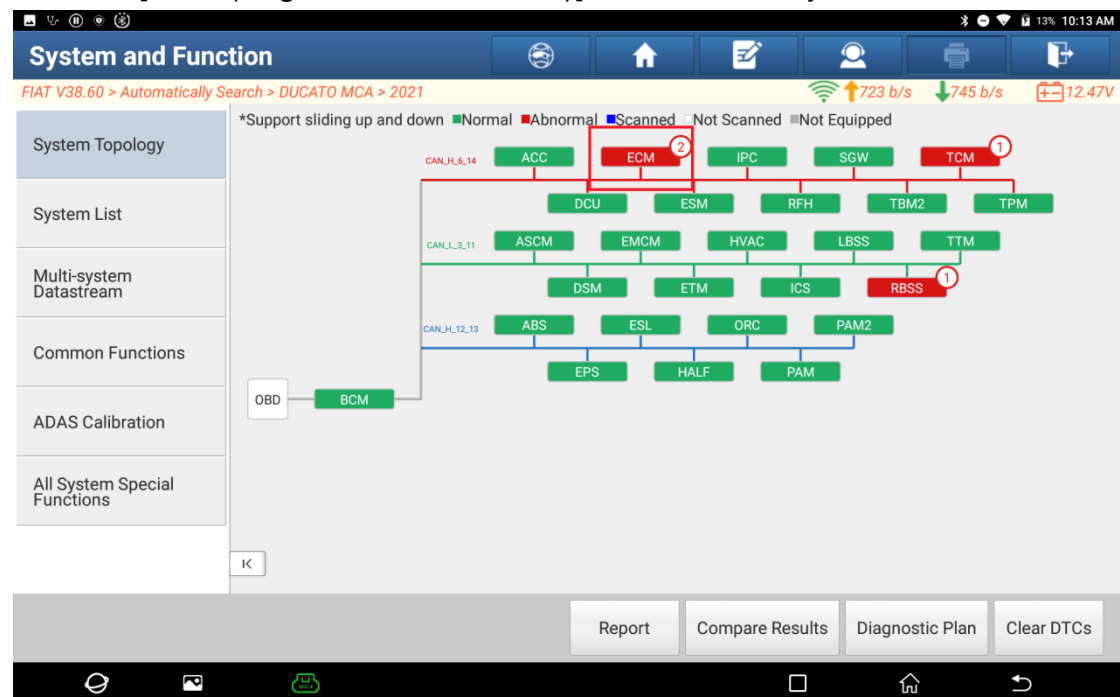 13% 10:13 AM
System and Function
FIAT V38.60 > Automatically Search > DUCATO MCA > 2021
723 b/s 745 b/s 12.47V
System Topology
System List
Multi-system
Datastream
Common Functions
ADAS Calibration
All System Special
Functions
*Support sliding up and down Normal Abnormal Scanned Not Scanned Not Equipped
CAN_H_6_14 ACC ECM 2 IPC SGW TCM 1
DCU ESM RFH TBM2 TPM
CAN_L_3_11 ASCM EMCM HVAC LBSS TTM
DSM ETM ICS RBSS 1
CAN_H_12_13 ABS ESL ORC PAM2
EPS HALF PAM
OBD BCM
Report Compare Results Diagnostic Plan Clear DTCs
VCI